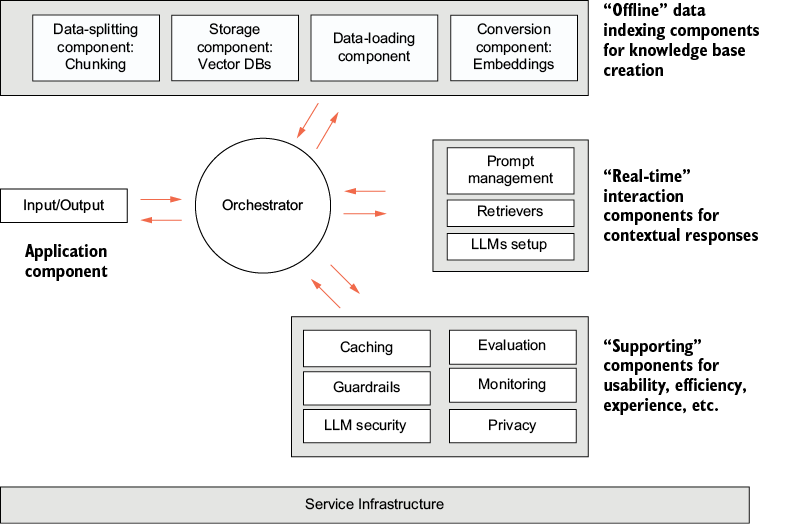 Data-splitting
component:
Chunking
Storage
component:
Vector DBs
Data-loading
component
Conversion
component:
Embeddings
“Offline” data
indexing components
for knowledge base
creation
Input/Output
Application
component
Orchestrator
Prompt
management
Retrievers
LLMs setup
“Real-time”
interaction
components for
contextual responses
Caching
Evaluation
Guardrails
Monitoring
LLM security
Privacy
“Supporting”
components for
usability, efficiency,
experience, etc.
Service Infrastructure